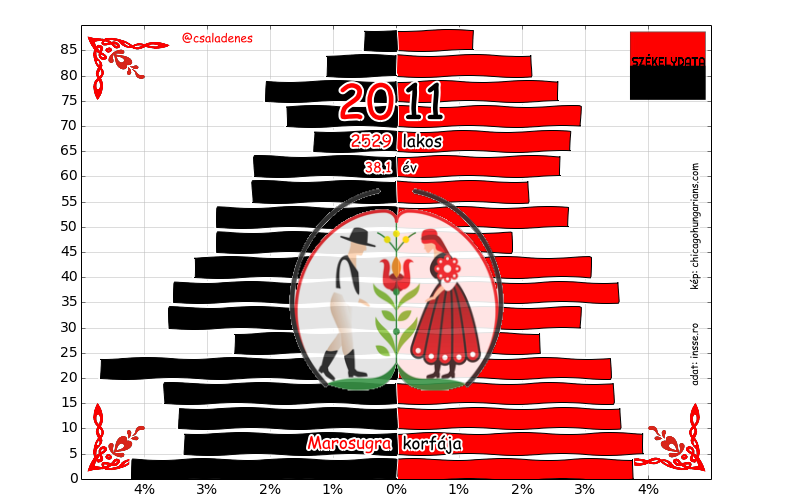 @csaladenes
SZÉKELYDATA
2011
2529 lakos
38.1 év
kép: chicagohungarians.com
adat: insse.ro
Marosugra korfája
85
80
75
70
65
60
55
50
45
40
35
30
25
20
15
10
5
0
4% 3% 2% 1% 0% 1% 2% 3% 4%